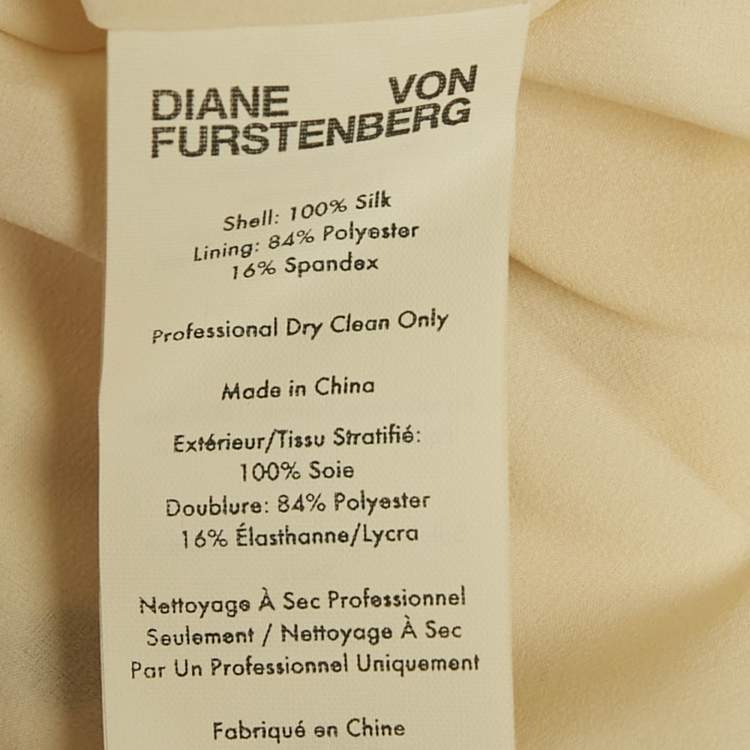 DIANE VON
FURSTENBERG
Shell: 100% Silk
Lining: 84% Polyester
16% Spandex
Professional Dry Clean Only
Made in China
Extérieur/Tissu Stratifié:
100% Soie
Doublure: 84% Polyester
16% Élasthanne/Lycra
Nettoyage À Sec Professionnel
Seulement / Nettoyage À Sec
Par Un Professionnel Uniquement
Fabriqué en Chine